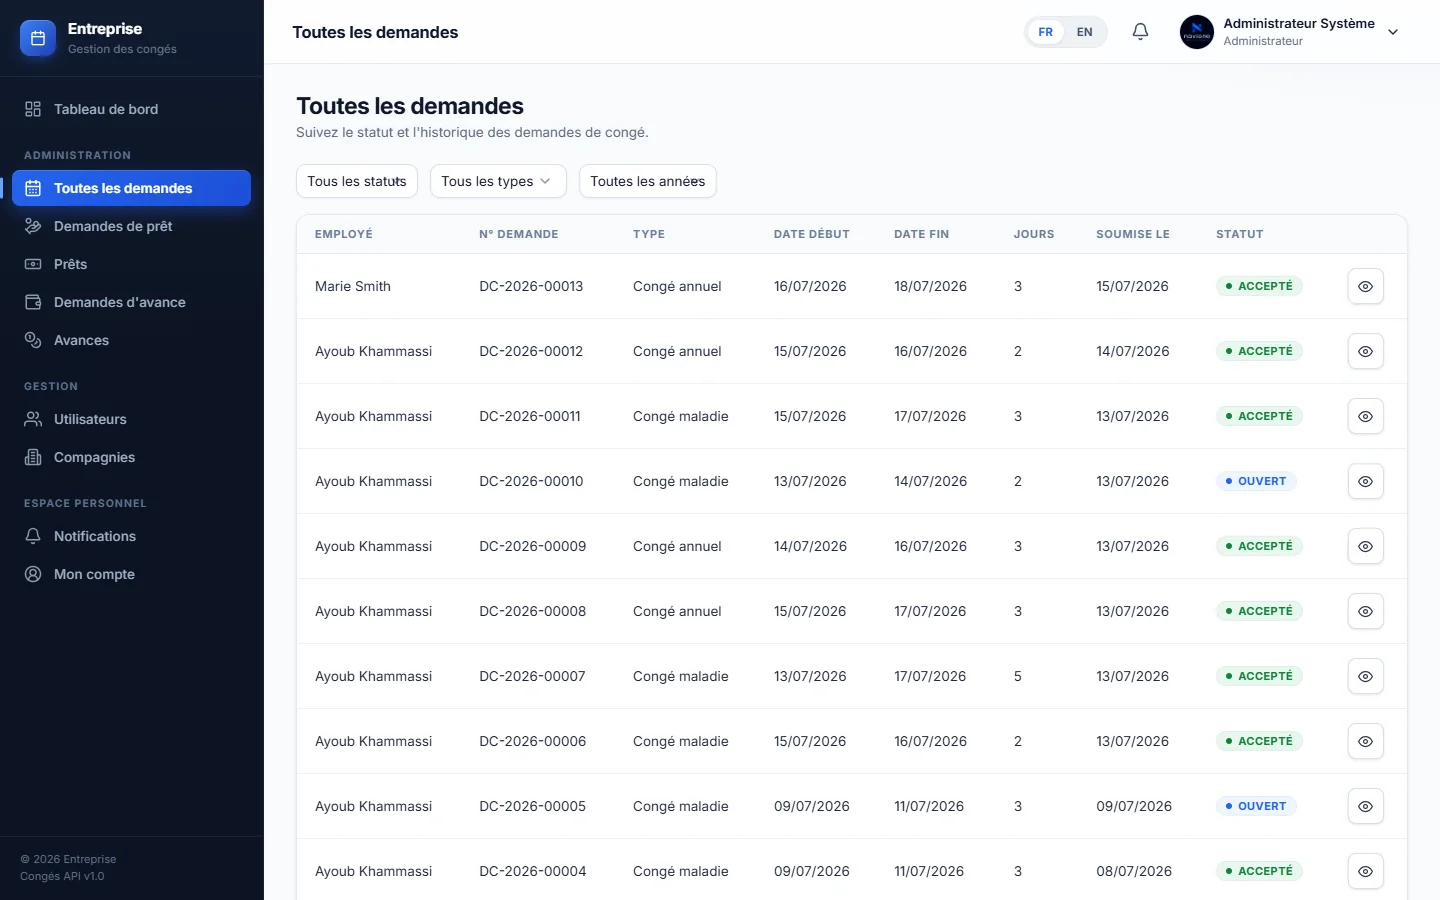 Entreprise
Gestion des congés
Tableau de bord
ADMINISTRATION
Toutes les demandes
Demandes de prêt
Prêts
Demandes d'avance
Avances
GESTION
Utilisateurs
Compagnies
ESPACE PERSONNEL
Notifications
Mon compte
© 2026 Entreprise
Congés API v1.0
Toutes les demandes
FR EN
Administrateur Système
Administrateur
Toutes les demandes
Suivez le statut et l'historique des demandes de congé.
Tous les statuts Tous les types Toutes les années
EMPLOYÉ N° DEMANDE TYPE DATE DÉBUT DATE FIN JOURS SOUMISE LE STATUT
Marie Smith DC-2026-00013 Congé annuel 16/07/2026 18/07/2026 3 15/07/2026 ACCEPTÉ
Ayoub Khammassi DC-2026-00012 Congé annuel 15/07/2026 16/07/2026 2 14/07/2026 ACCEPTÉ
Ayoub Khammassi DC-2026-00011 Congé maladie 15/07/2026 17/07/2026 3 13/07/2026 ACCEPTÉ
Ayoub Khammassi DC-2026-00010 Congé maladie 13/07/2026 14/07/2026 2 13/07/2026 OUVERT
Ayoub Khammassi DC-2026-00009 Congé annuel 14/07/2026 16/07/2026 3 13/07/2026 ACCEPTÉ
Ayoub Khammassi DC-2026-00008 Congé annuel 15/07/2026 17/07/2026 3 13/07/2026 ACCEPTÉ
Ayoub Khammassi DC-2026-00007 Congé maladie 13/07/2026 17/07/2026 5 13/07/2026 ACCEPTÉ
Ayoub Khammassi DC-2026-00006 Congé maladie 15/07/2026 16/07/2026 2 13/07/2026 ACCEPTÉ
Ayoub Khammassi DC-2026-00005 Congé maladie 09/07/2026 11/07/2026 3 09/07/2026 OUVERT
Ayoub Khammassi DC-2026-00004 Congé maladie 09/07/2026 11/07/2026 3 08/07/2026 ACCEPTÉ